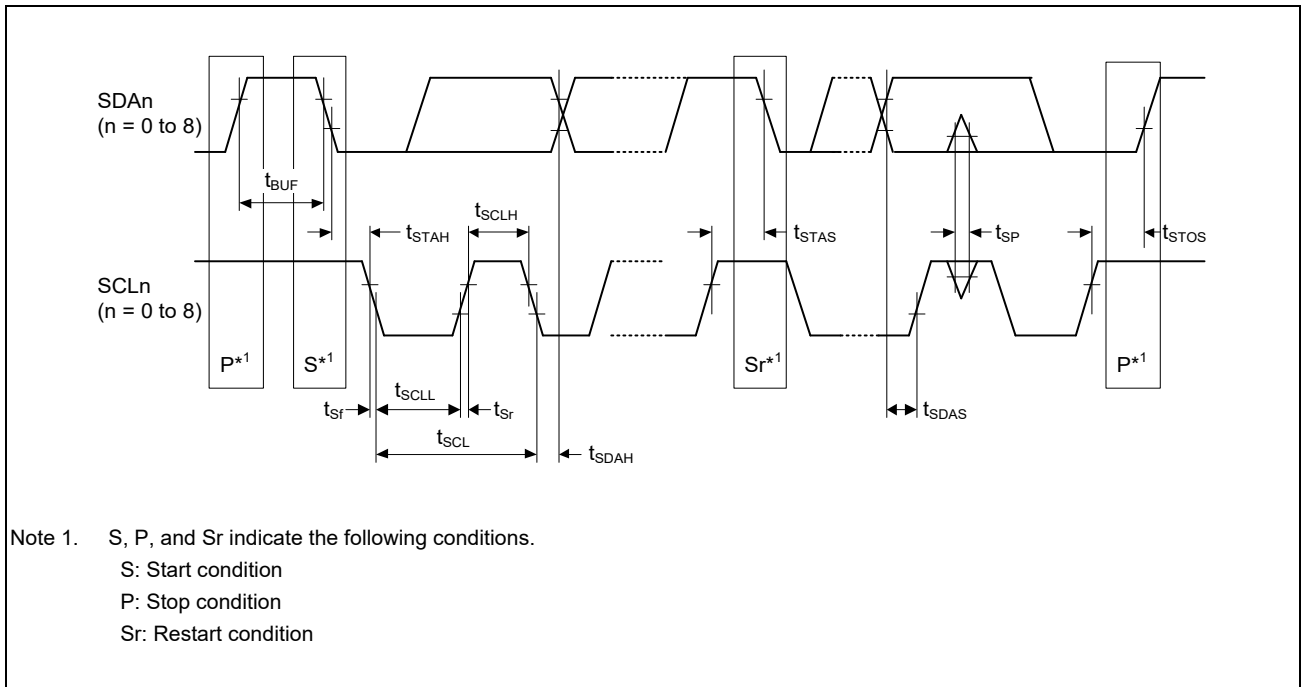 SDAn
(n = 0 to 8)
tBUF
tSCLH
tSTAH
tSTAS
tSP
tSTOS
SCLn
(n = 0 to 8)
P*1
S*1
Sr*1
P*1
tSf
tSCLL
tSr
tSDAS
tSCL
tSDAH
Note 1. S, P, and Sr indicate the following conditions.
S: Start condition
P: Stop condition
Sr: Restart condition